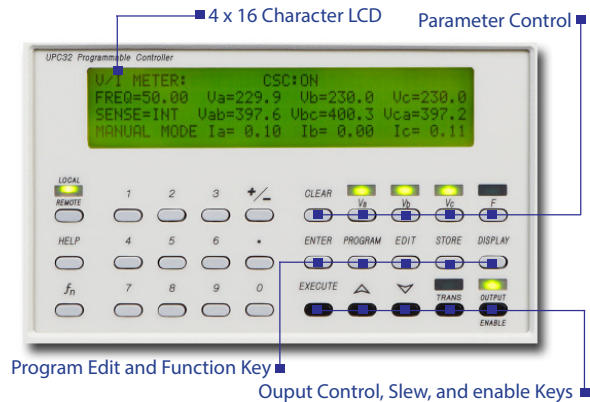 4 x 16 Character LCD
Parameter Control
UPC32 Programmable Controller
V/I METER: CSC:ON
FREQ=50.00 Va=229.9 Vb=230.0 Vc=230.0
SENSE=INT Vab=397.6 Vbc=400.3 Vca=397.2
MANUAL MODE Ia= 0.10 Ib= 0.00 Ic= 0.11
LOCAL
REMOTE 1 2 3 +/− CLEAR Va Vb Vc F
HELP 4 5 6 . ENTER PROGRAM EDIT STORE DISPLAY
fn 7 8 9 0 EXECUTE TRANS OUTPUT
ENABLE
Program Edit and Function Key
Ouput Control, Slew, and enable Keys